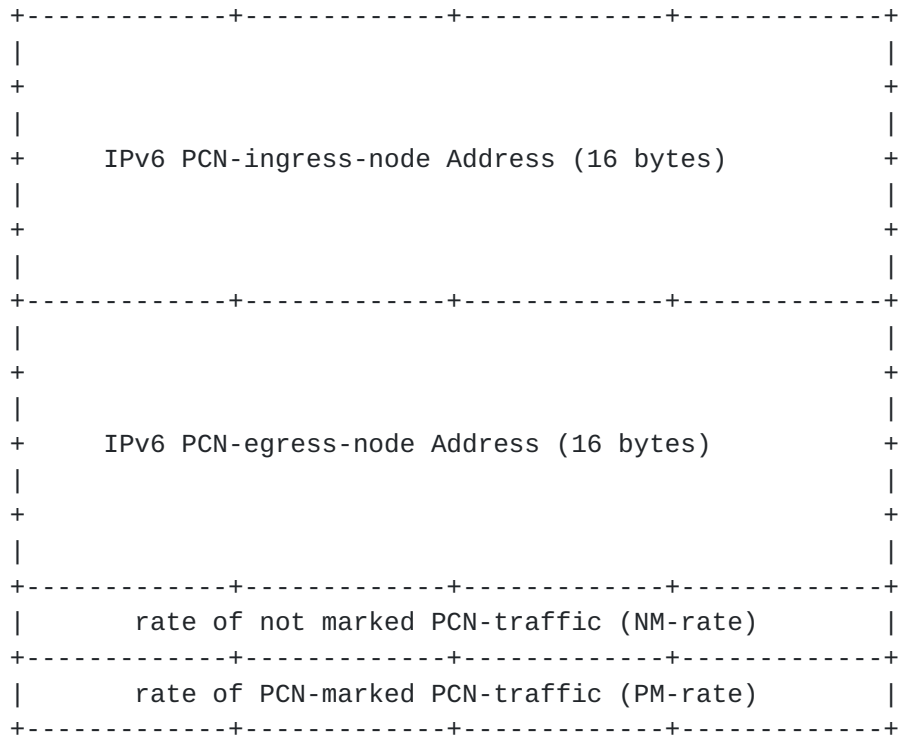 IPv6 PCN-ingress-node Address (16 bytes)
IPv6 PCN-egress-node Address (16 bytes)
rate of not marked PCN-traffic (NM-rate)
rate of PCN-marked PCN-traffic (PM-rate)